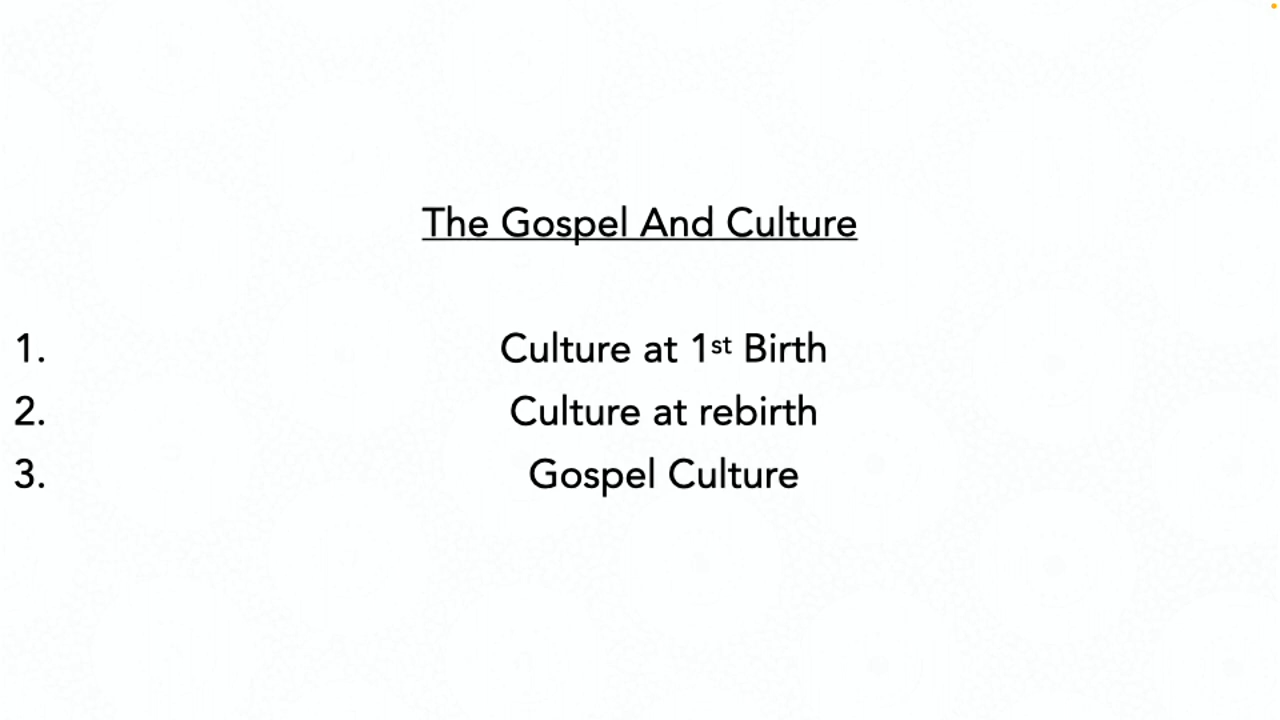 The Gospel And Culture
1. Culture at 1st Birth
2. Culture at rebirth
3. Gospel Culture